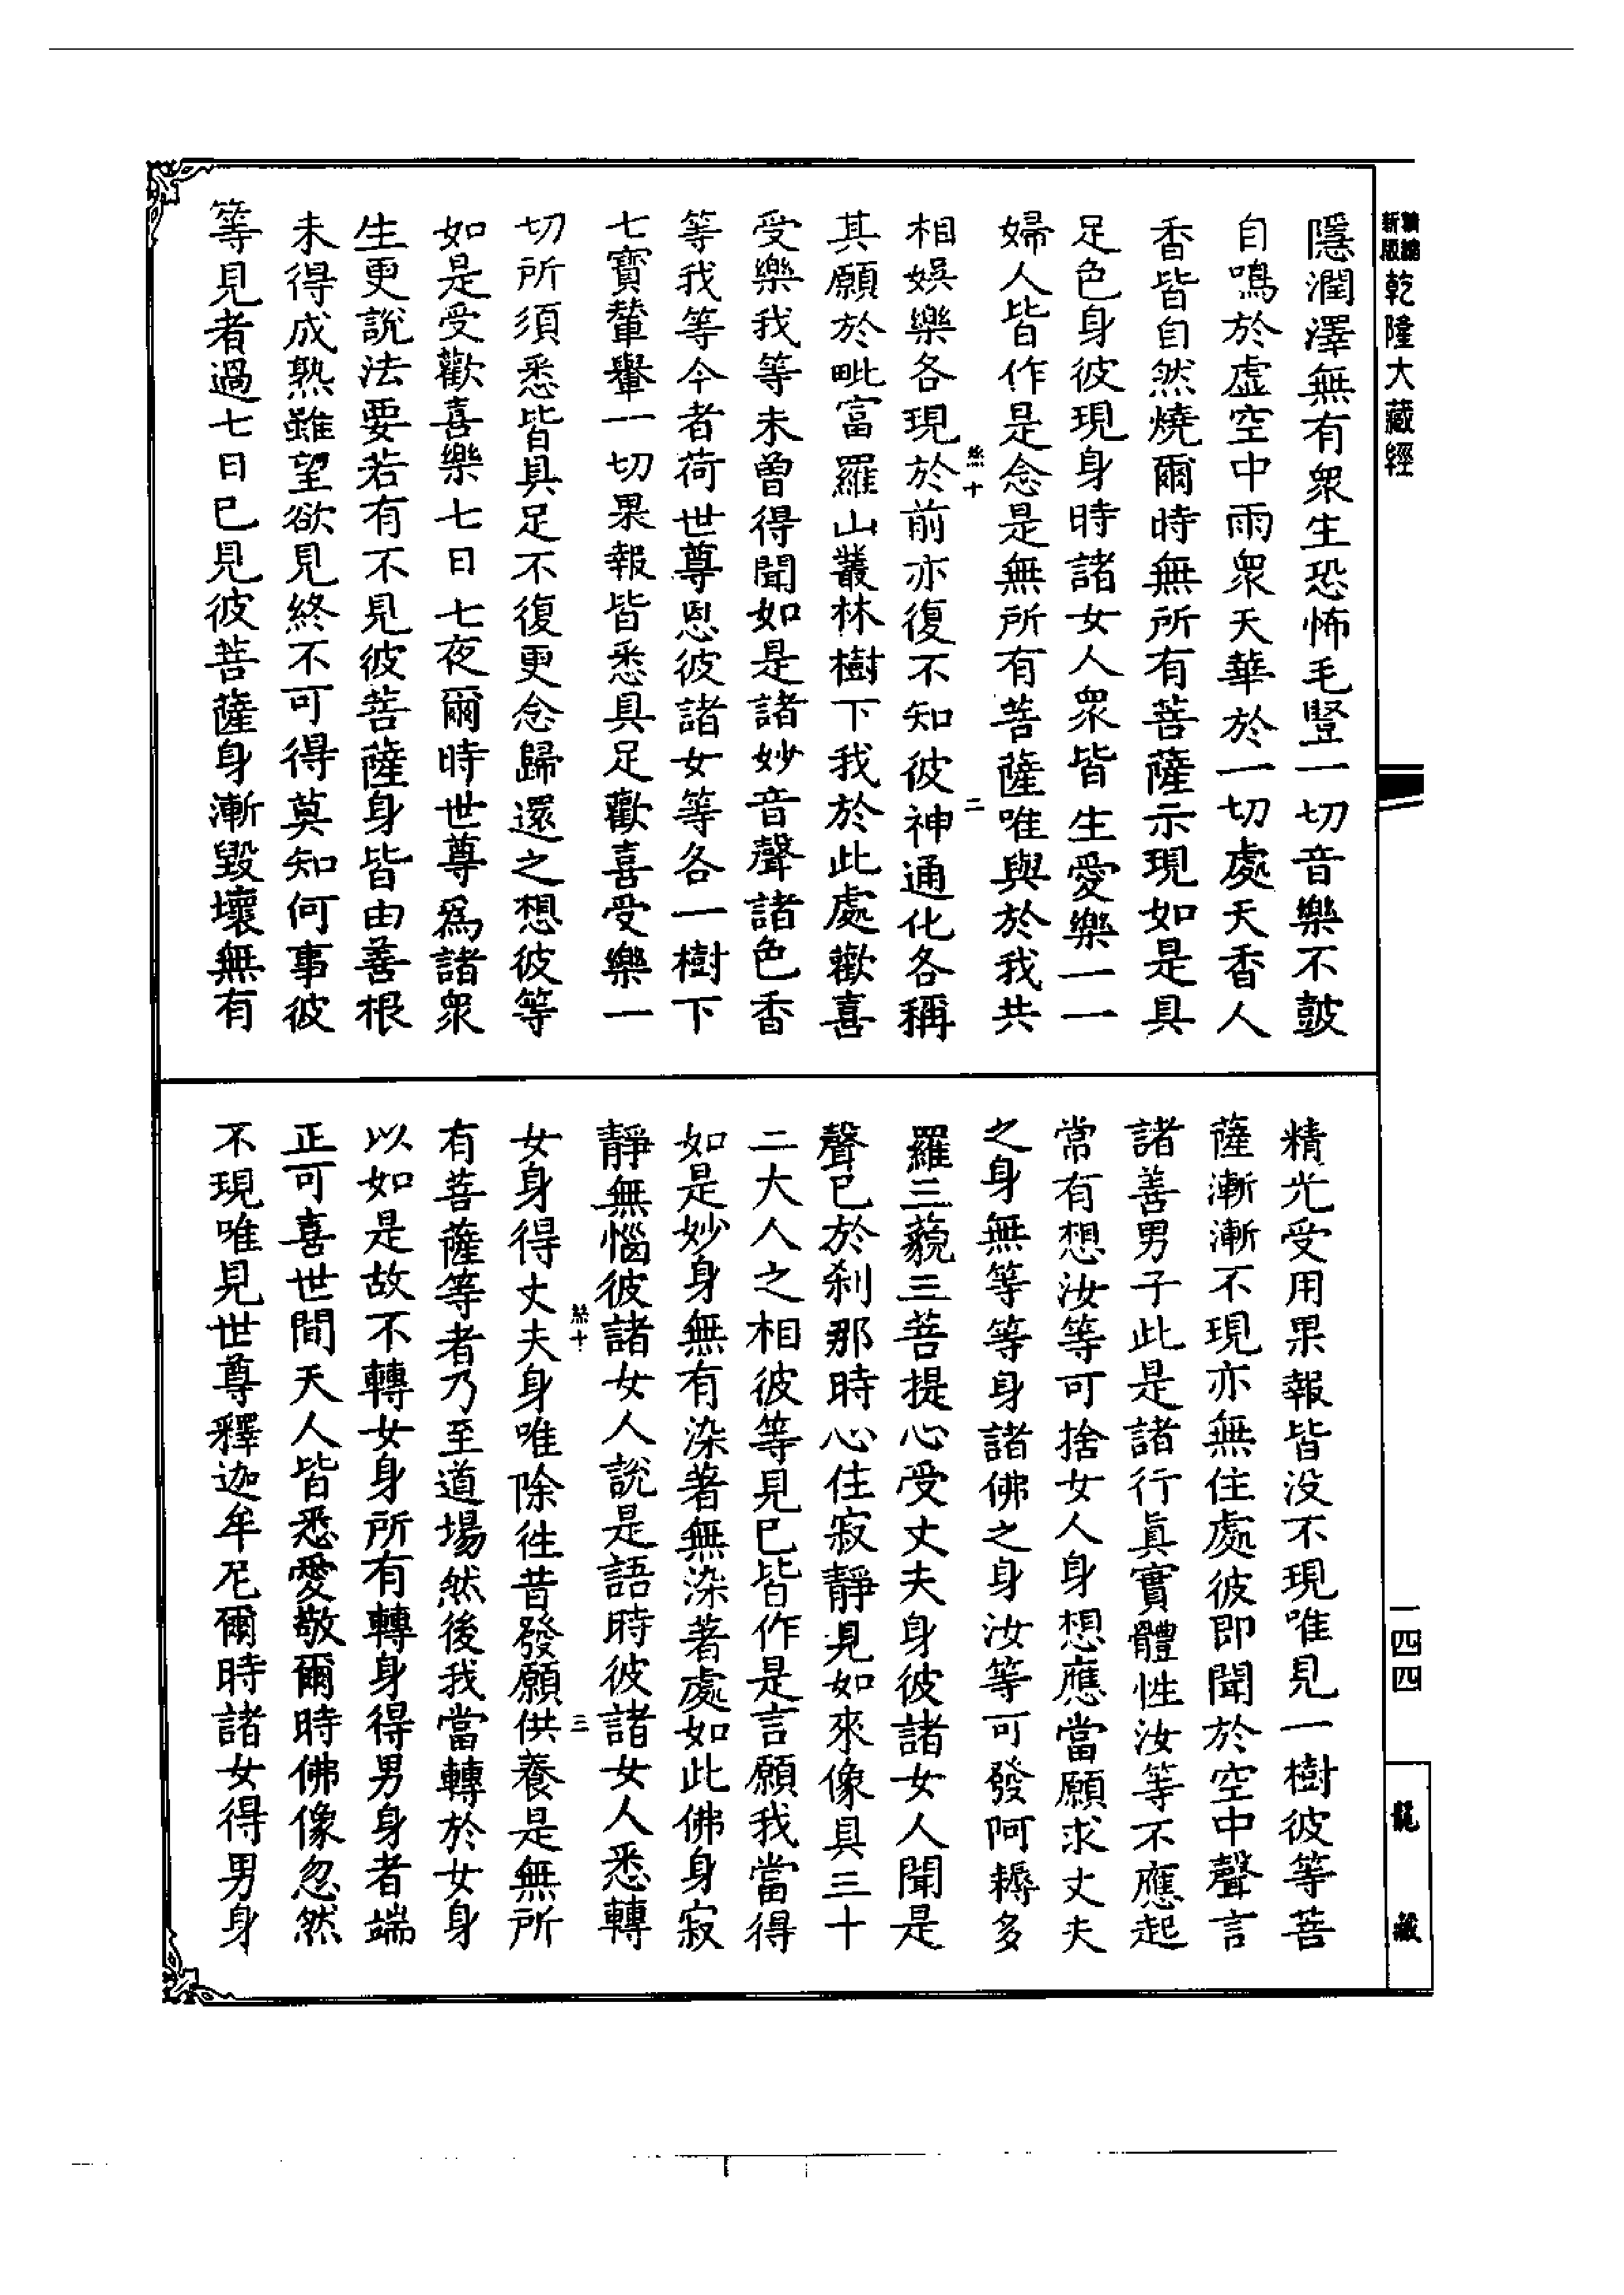 新編
新版
乾隆大藏經
隱潤澤無有衆生恐怖毛豎一切音樂不鼓
自鳴於虛空中雨衆天華於一切處天香人
香皆自然燒爾時無所有菩薩示現如是具
足色身彼現身時諸女人衆皆生愛樂一一
婦人皆作是念是無所有菩薩唯與於我共
相娛樂各現於前亦復不知彼神通化各稱
其願於毗富羅山叢林樹下我於此處歡喜
受樂我等未曾得聞如是諸妙音聲諸色香
等我等今者荷世尊恩彼諸女等各一樹下
七寶輦轝一切果報皆悉具足歡喜受樂一
切所須悉皆具足不復更念歸還之想彼等
如是受歡喜樂七日七夜爾時世尊爲諸衆
生更說法要若有不見彼菩薩身皆由善根
未得成熟雖望欲見終不可得莫知何事彼
等見者過七日已見彼菩薩身漸毀壞無有
精光受用果報皆没不現唯見一樹彼等菩
薩漸漸不現亦無住處彼即聞於空中聲言
諸善男子此是諸行眞實體性汝等不應起
常有想汝等可捨女人身想應當願求丈夫
之身無等等身諸佛之身汝等可發阿耨多
羅三藐三菩提心受丈夫身彼諸女人聞是
聲已於剎那時心住寂靜見如來像具三十
二大人之相彼等見已皆作是言願我當得
如是妙身無有染著無染著處如此佛身寂
靜無惱彼諸女人說是語時彼諸女人悉轉
女身得丈夫身唯除往昔發願供養是無所
有菩薩等者乃至道場然後我當轉於女身
以如是故不轉女身所有轉身得男身者端
正可喜世間天人皆悉愛敬爾時佛像忽然
不現唯見世尊釋迦牟尼爾時諸女得男身
一四四
龍藏